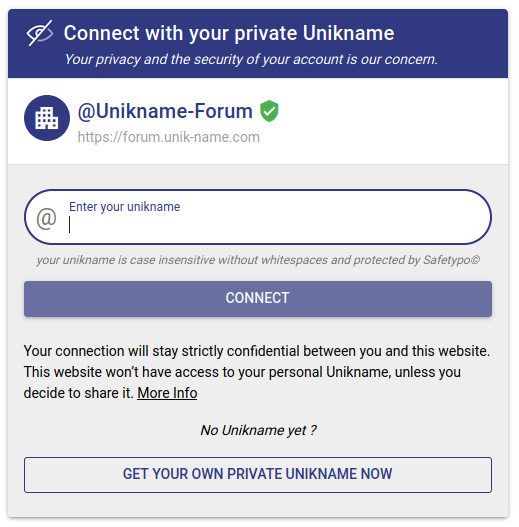 Connect with your private Unikname
Your privacy and the security of your account is our concern.
@Unikname-Forum
https://forum.unik-name.com
Enter your unikname
@
your unikname is case insensitive without whitespaces and protected by Safetypo©
CONNECT
Your connection will stay strictly confidential between you and this website.
This website won’t have access to your personal Unikname, unless you
decide to share it. More Info
No Unikname yet ?
GET YOUR OWN PRIVATE UNIKNAME NOW